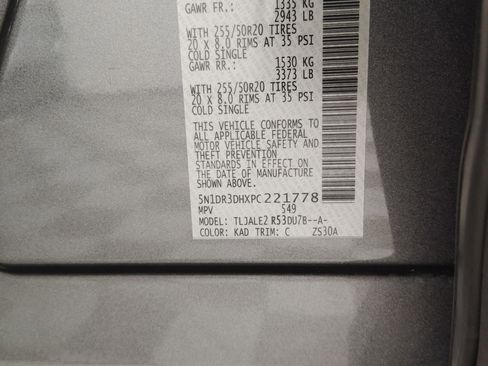 GAWR FR.: 1335 KG
2943 LB
WITH 255/50R20 TIRES
20 X 8.0 RIMS AT 35 PSI
COLD SINGLE
GAWR RR.: 1530 KG
3373 LB
WITH 255/50R20 TIRES
20 X 8.0 RIMS AT 35 PSI
COLD SINGLE
THIS VEHICLE CONFORMS TO
ALL APPLICABLE FEDERAL
MOTOR VEHICLE SAFETY AND
THEFT PREVENTION
STANDARDS IN EFFECT ON
THE DATE OF MANUFACTURE
SHOWN ABOVE.
5N1DR3DHXPC221778
MPV 549
MODEL: TLJALE2 R53DU7B--A-
COLOR: KAD TRIM: C ZS30A